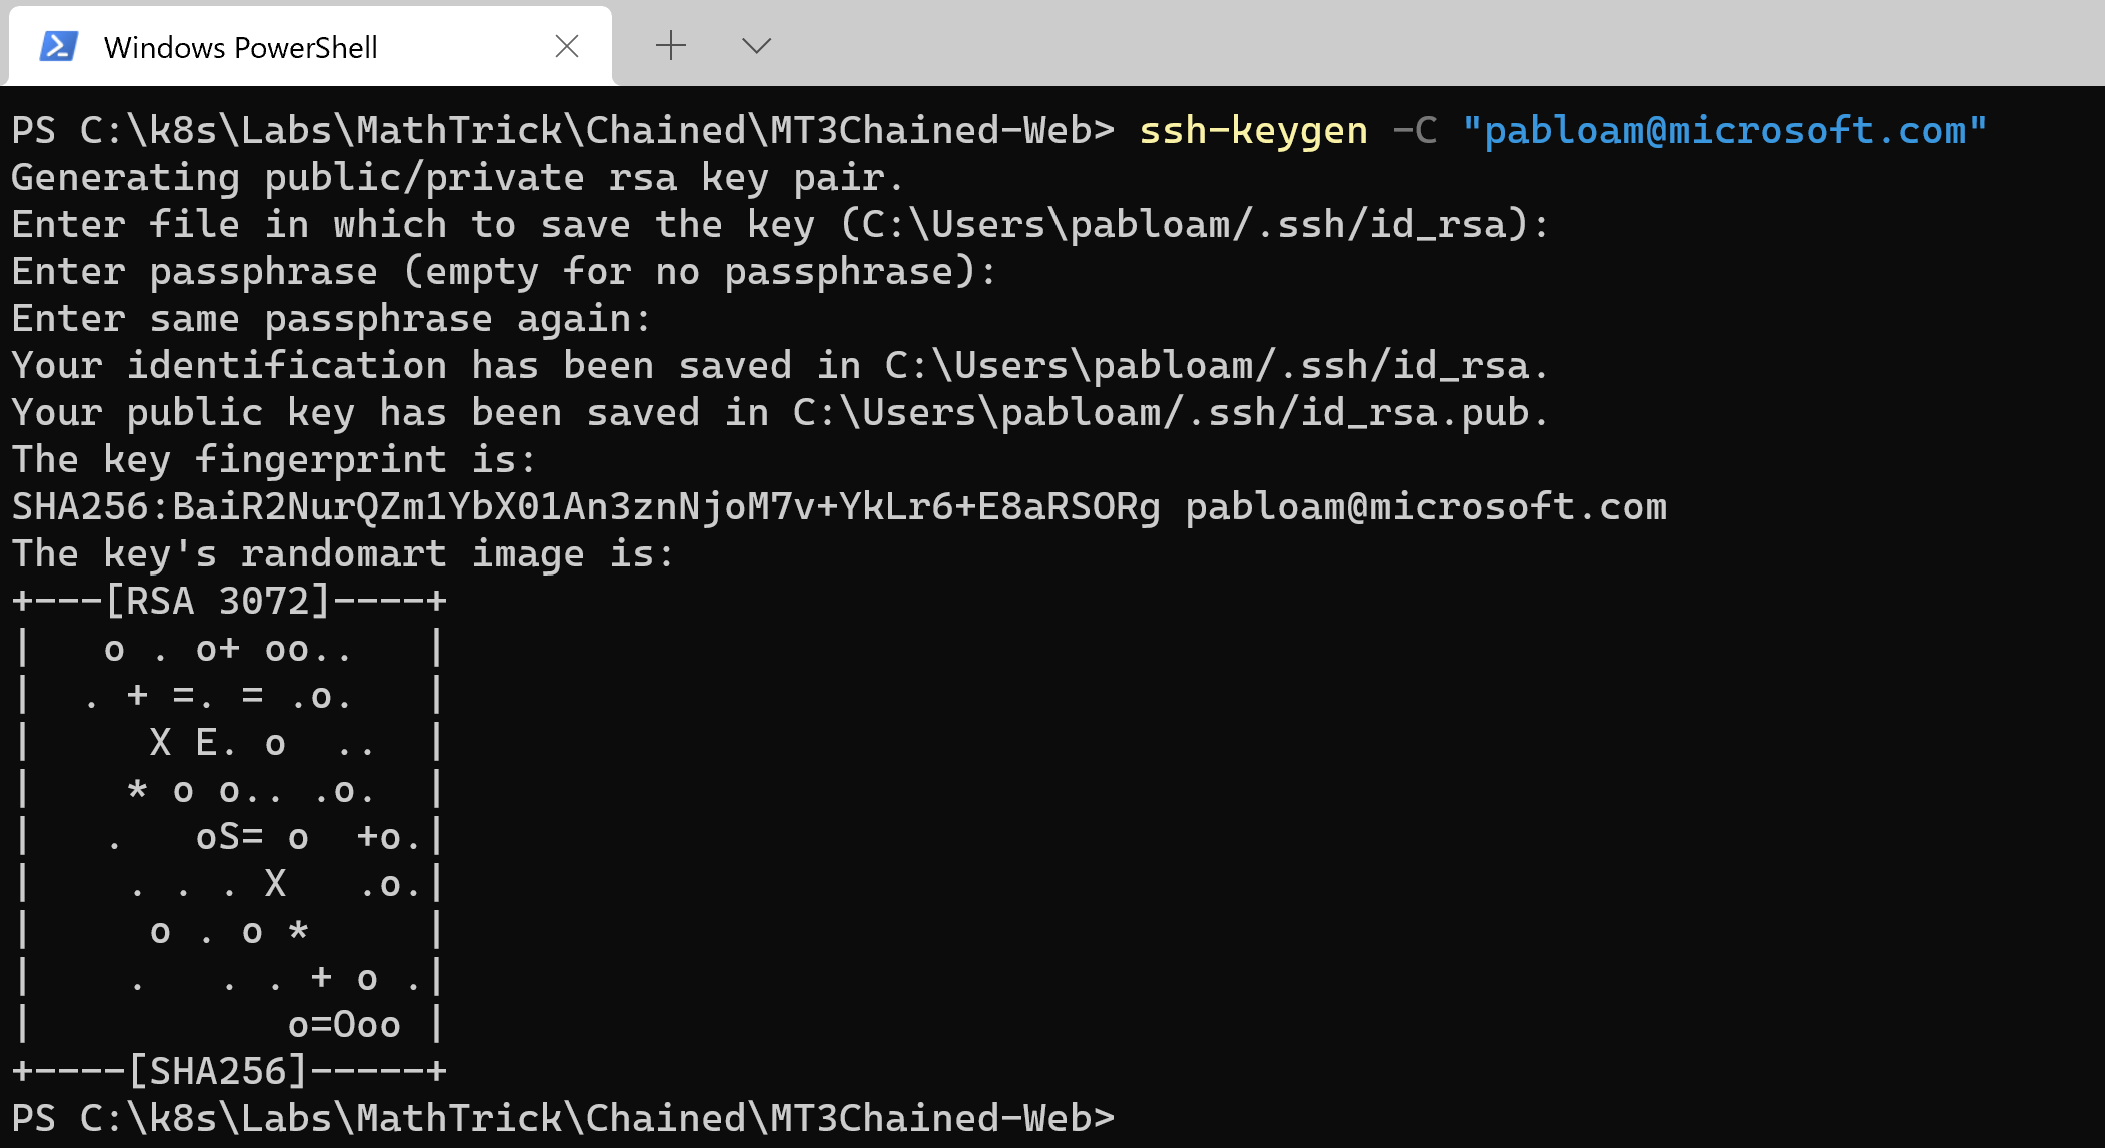 Windows PowerShell
PS C:\k8s\Labs\MathTrick\Chained\MT3Chained-Web> ssh-keygen -C "pabloam@microsoft.com"
Generating public/private rsa key pair.
Enter file in which to save the key (C:\Users\pabloam/.ssh/id_rsa):
Enter passphrase (empty for no passphrase):
Enter same passphrase again:
Your identification has been saved in C:\Users\pabloam/.ssh/id_rsa.
Your public key has been saved in C:\Users\pabloam/.ssh/id_rsa.pub.
The key fingerprint is:
SHA256:BaiR2NurQZm1YbX01An3znNjoM7v+YkLr6+E8aRSORg pabloam@microsoft.com
The key's randomart image is:
+---[RSA 3072]----+
|   o . o+ oo..   |
|  . + =. = .o.   |
|     X E. o  ..  |
|    * o o.. .o.  |
|   .   oS= o  +o.|
|    . . . X   .o.|
|     o . o *     |
|    .   . . + o .|
|           o=Ooo |
+----[SHA256]-----+
PS C:\k8s\Labs\MathTrick\Chained\MT3Chained-Web>